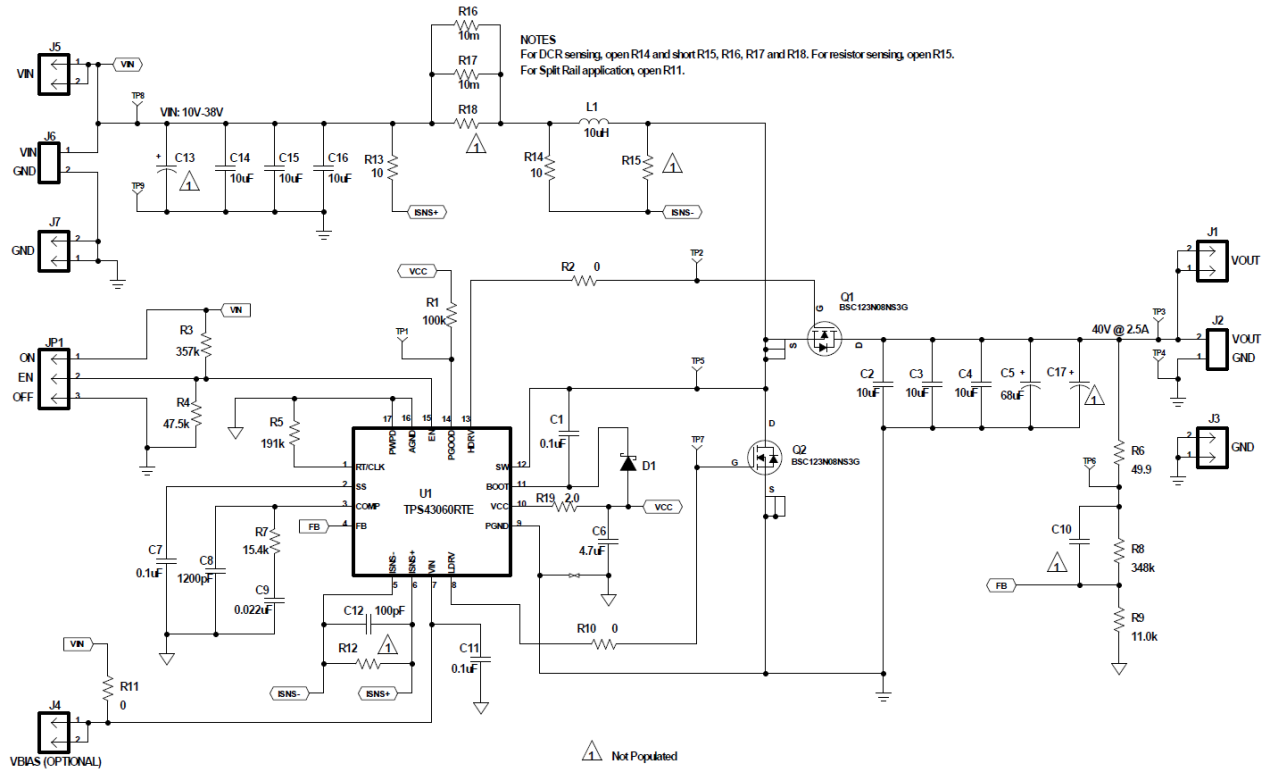 R16
10m
R17
10m
R18
1
NOTES
For DCR sensing, open R14 and short R15, R16, R17 and R18. For resistor sensing, open R15.
For Split Rail application, open R11.
J5
VIN
1
2
VIN
TP8
VIN: 10V-38V
L1
10uH
J6
VIN
GND
1
2
TP9
+
C13
1
C14
10uF
C15
10uF
C16
10uF
R13
10
ISNS+
R14
10
R15
1
ISNS-
J7
GND
2
1
VCC
R1
100k
TP1
R2 0
TP2
Q1
BSC123N08NS3G
G
S
D
J1
2
1
VOUT
40V @ 2.5A
TP3
J2
2
1
VOUT
GND
TP4
VIN
R3
357k
JP1
ON
EN
OFF
1
2
3
R4
47.5k
R5
191k
TP5
C1
0.1uF
C2
10uF
C3
10uF
C4
10uF
C5
68uF
+
C17
+
1
J3
2
1
GND
D
Q2
BSC123N08NS3G
G
S
TP7
D1
17
16
15
14
13
PWPD
AGND
EN
PGOOD
HDRV
1
RT/CLK
2
SS
3
COMP
4
FB
FB
U1
TPS43060RTE
SW
12
BOOT
11
VCC
10
PGND
9
ISNS-
ISNS+
VIN
LDRV
5
6
7
8
R19 2.0
VCC
C6
4.7uF
R6
49.9
TP6
C10
1
R8
348k
FB
R9
11.0k
C7
0.1uF
C8
1200pF
R7
15.4k
C9
0.022uF
C12 100pF
1
R12
ISNS-
ISNS+
C11
0.1uF
R10 0
VIN
R11
0
J4
1
2
VBIAS (OPTIONAL)
1 Not Populated